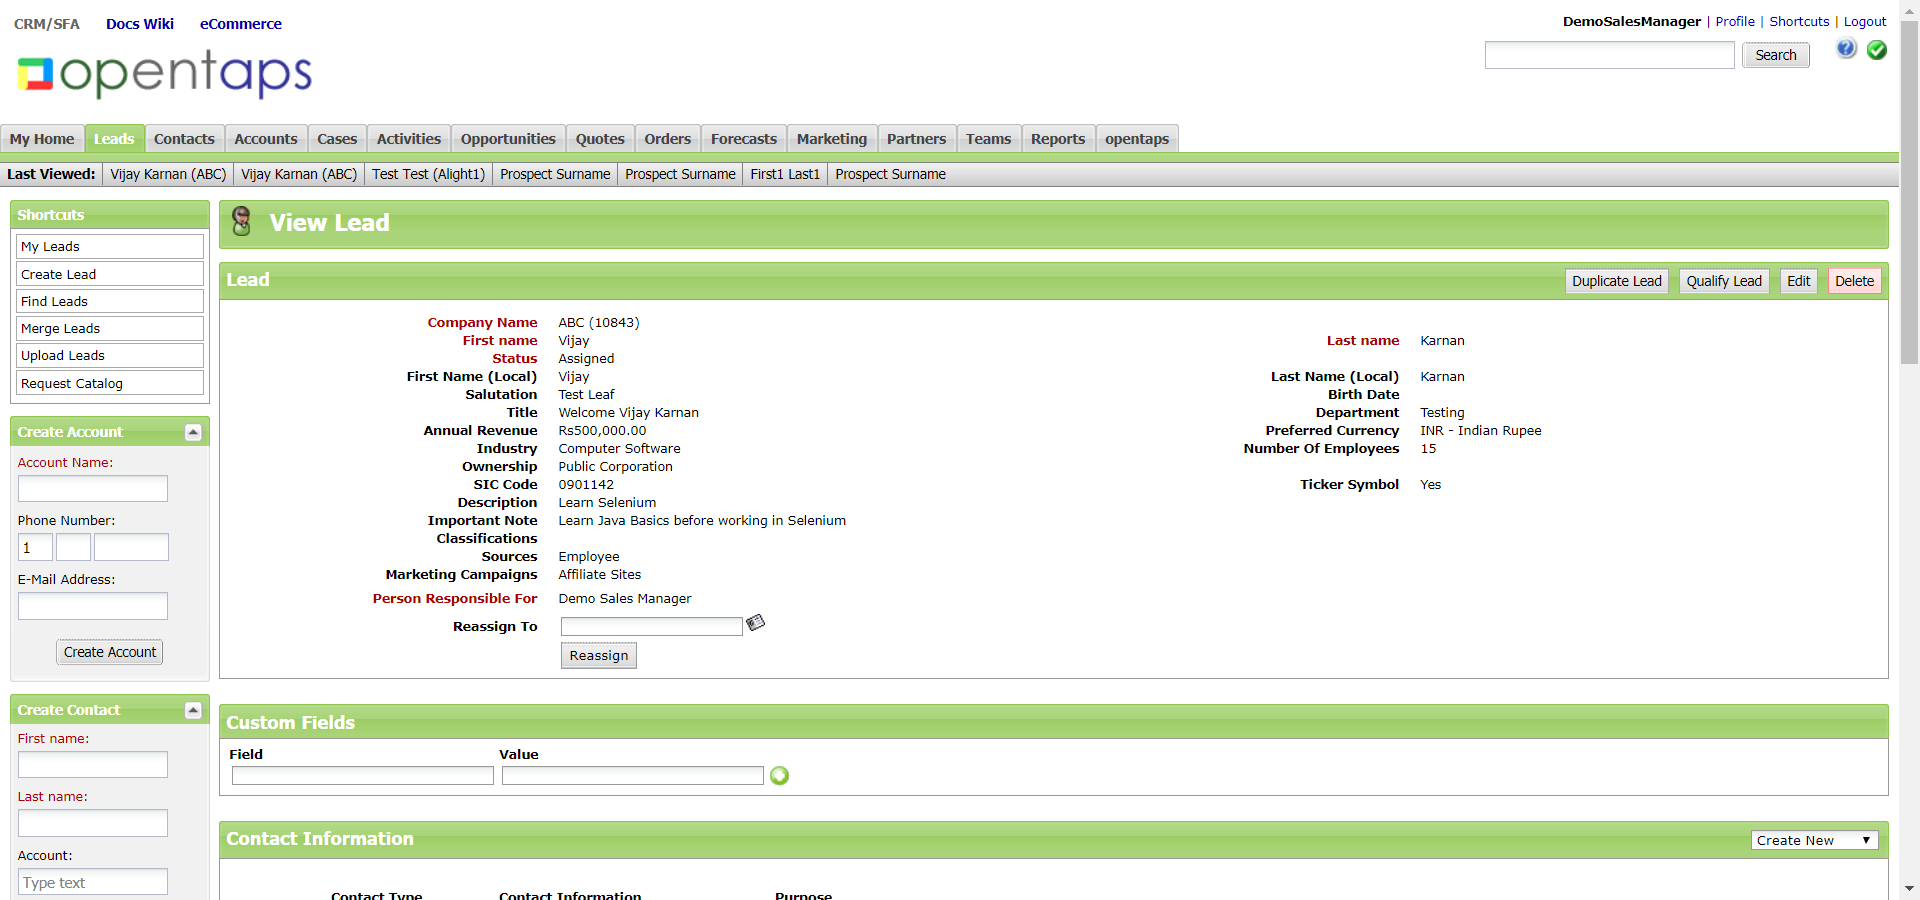 CRM/SFA Docs Wiki eCommerce
DemoSalesManager | Profile | Shortcuts | Logout
Search
opentaps
My Home Leads Contacts Accounts Cases Activities Opportunities Quotes Orders Forecasts Marketing Partners Teams Reports opentaps
Last Viewed: Vijay Karnan (ABC) Vijay Karnan (ABC) Test Test (Alight1) Prospect Surname Prospect Surname First1 Last1 Prospect Surname
Shortcuts
My Leads
Create Lead
Find Leads
Merge Leads
Upload Leads
Request Catalog
Create Account
Account Name:
Phone Number:
1
E-Mail Address:
Create Account
Create Contact
First name:
Last name:
Account:
Type text
View Lead
Lead
Duplicate Lead Qualify Lead Edit Delete
Company Name ABC (10843)
First name Vijay Last name Karnan
Status Assigned
First Name (Local) Vijay Last Name (Local) Karnan
Salutation Test Leaf Birth Date
Title Welcome Vijay Karnan Department Testing
Annual Revenue Rs500,000.00 Preferred Currency INR - Indian Rupee
Industry Computer Software Number Of Employees 15
Ownership Public Corporation
SIC Code 0901142 Ticker Symbol Yes
Description Learn Selenium
Important Note Learn Java Basics before working in Selenium
Classifications
Sources Employee
Marketing Campaigns Affiliate Sites
Person Responsible For Demo Sales Manager
Reassign To
Reassign
Custom Fields
Field Value
Contact Information
Create New
Contact Type Contact Information Purpose